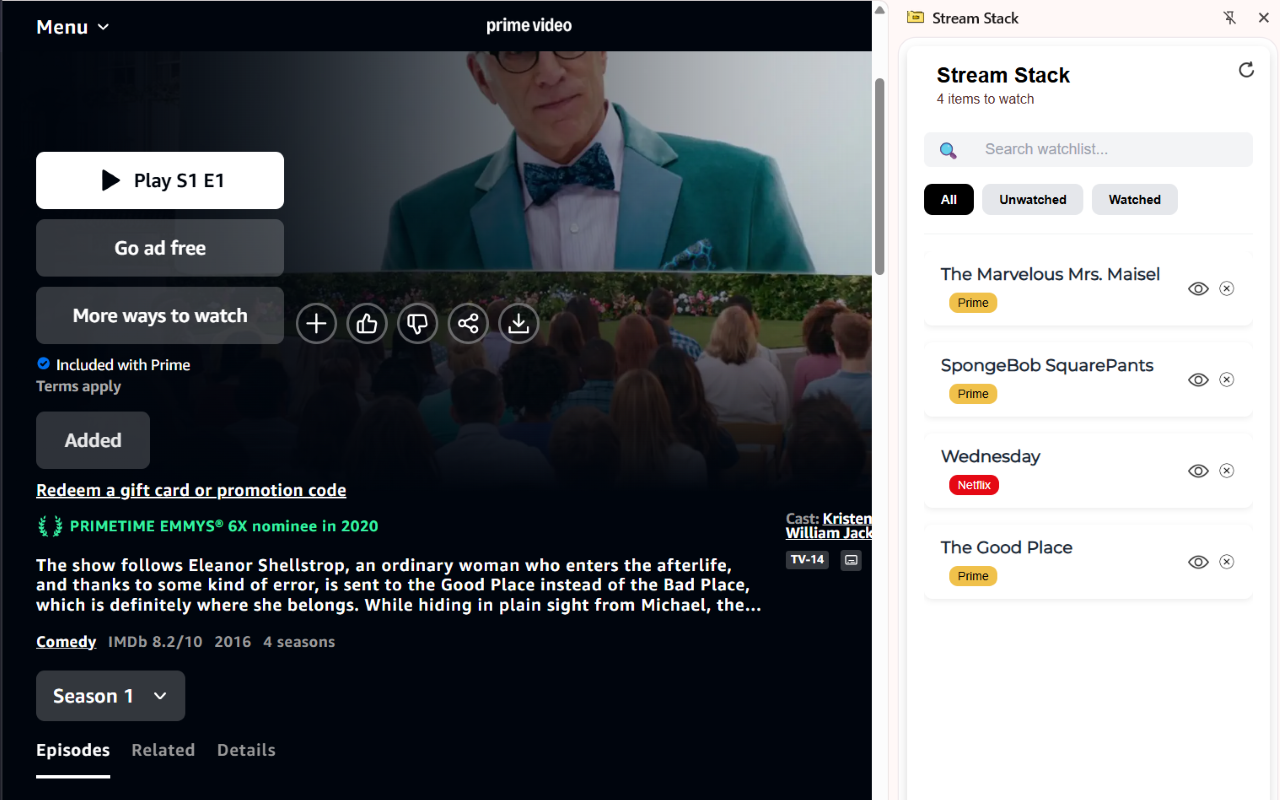 Menu
prime video
Play S1 E1
Go ad free
More ways to watch
Included with Prime
Terms apply
Added
Redeem a gift card or promotion code
PRIMETIME EMMYS® 6X nominee in 2020
Cast: Kristen
William Jack
TV-14
The show follows Eleanor Shellstrop, an ordinary woman who enters the afterlife,
and thanks to some kind of error, is sent to the Good Place instead of the Bad Place,
which is definitely where she belongs. While hiding in plain sight from Michael, the...
Comedy IMDb 8.2/10 2016 4 seasons
Season 1
Episodes Related Details
Stream Stack
Stream Stack
4 items to watch
Search watchlist...
All Unwatched Watched
The Marvelous Mrs. Maisel
Prime
SpongeBob SquarePants
Prime
Wednesday
Netflix
The Good Place
Prime